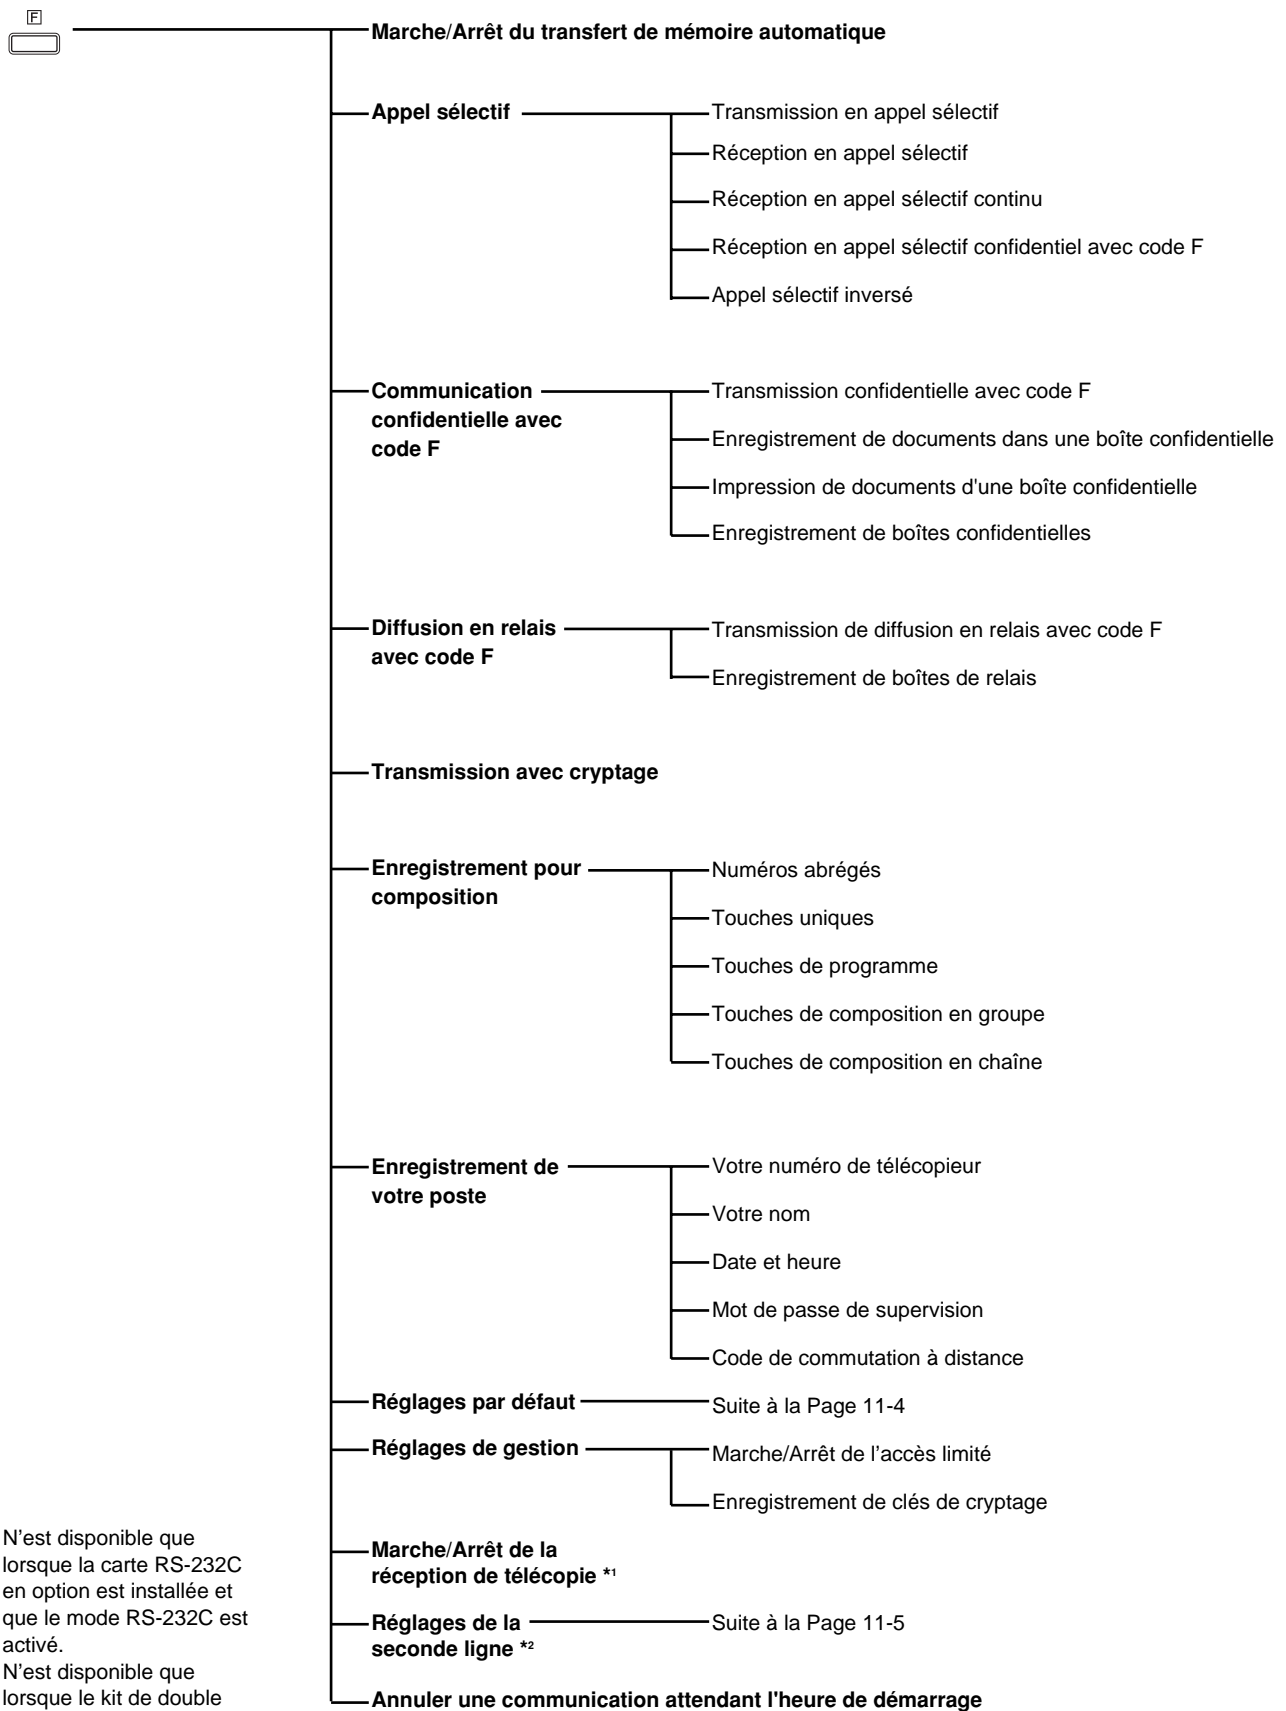 F
Marche/Arrêt du transfert de mémoire automatique
Appel sélectif
Transmission en appel sélectif
Réception en appel sélectif
Réception en appel sélectif continu
Réception en appel sélectif confidentiel avec code F
Appel sélectif inversé
Communication
confidentielle avec
code F
Transmission confidentielle avec code F
Enregistrement de documents dans une boîte confidentielle
Impression de documents d'une boîte confidentielle
Enregistrement de boîtes confidentielles
Diffusion en relais
avec code F
Transmission de diffusion en relais avec code F
Enregistrement de boîtes de relais
Transmission avec cryptage
Enregistrement pour
composition
Numéros abrégés
Touches uniques
Touches de programme
Touches de composition en groupe
Touches de composition en chaîne
Enregistrement de
votre poste
Votre numéro de télécopieur
Votre nom
Date et heure
Mot de passe de supervision
Code de commutation à distance
Réglages par défaut
Suite à la Page 11-4
Réglages de gestion
Marche/Arrêt de l’accès limité
Enregistrement de clés de cryptage
Marche/Arrêt de la
réception de télécopie *1
Réglages de la
seconde ligne *2
Suite à la Page 11-5
Annuler une communication attendant l'heure de démarrage
N’est disponible que
lorsque la carte RS-232C
en option est installée et
que le mode RS-232C est
activé.
N’est disponible que
lorsque le kit de double